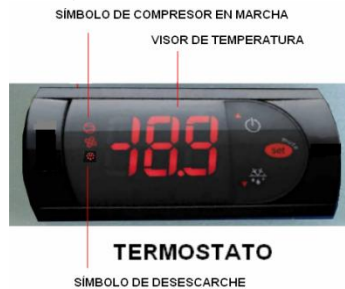 SÍMBOLO DE COMPRESOR EN MARCHA
VISOR DE TEMPERATURA
-18.9
set
TERMOSTATO
SÍMBOLO DE DESESCARCHE